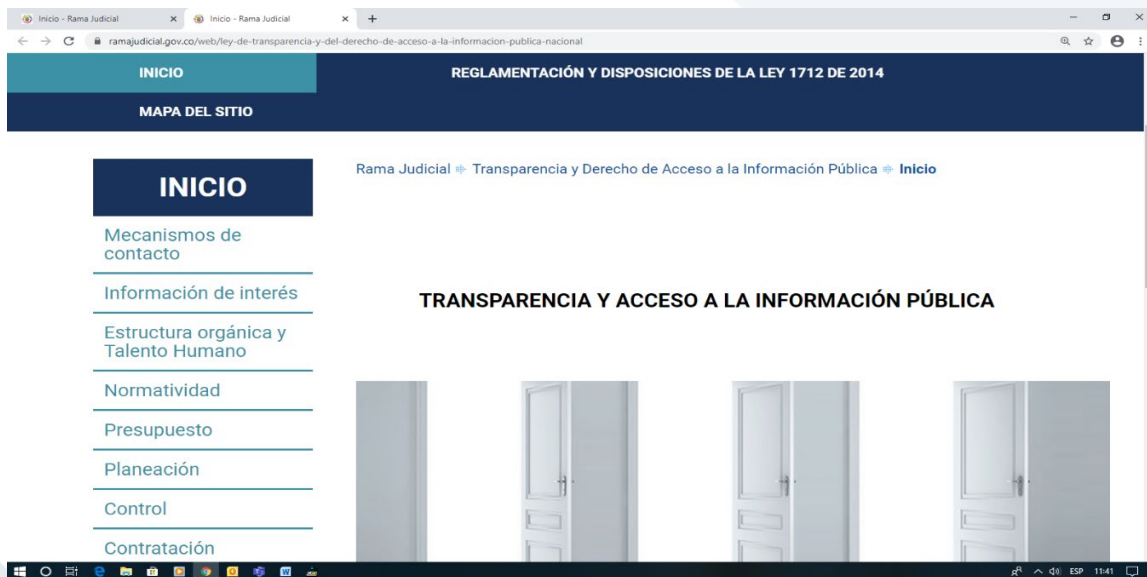 Inicio - Rama Judicial
Inicio - Rama Judicial
ramajudicial.gov.co/web/ley-de-transparencia-y-del-derecho-de-acceso-a-la-informacion-publica-nacional
INICIO
REGLAMENTACIÓN Y DISPOSICIONES DE LA LEY 1712 DE 2014
MAPA DEL SITIO
Rama Judicial Transparencia y Derecho de Acceso a la Información Pública Inicio
INICIO
Mecanismos de
contacto
Información de interés
Estructura orgánica y
Talento Humano
Normatividad
Presupuesto
Planeación
Control
Contratación
TRANSPARENCIA Y ACCESO A LA INFORMACIÓN PÚBLICA
ESP 11:41